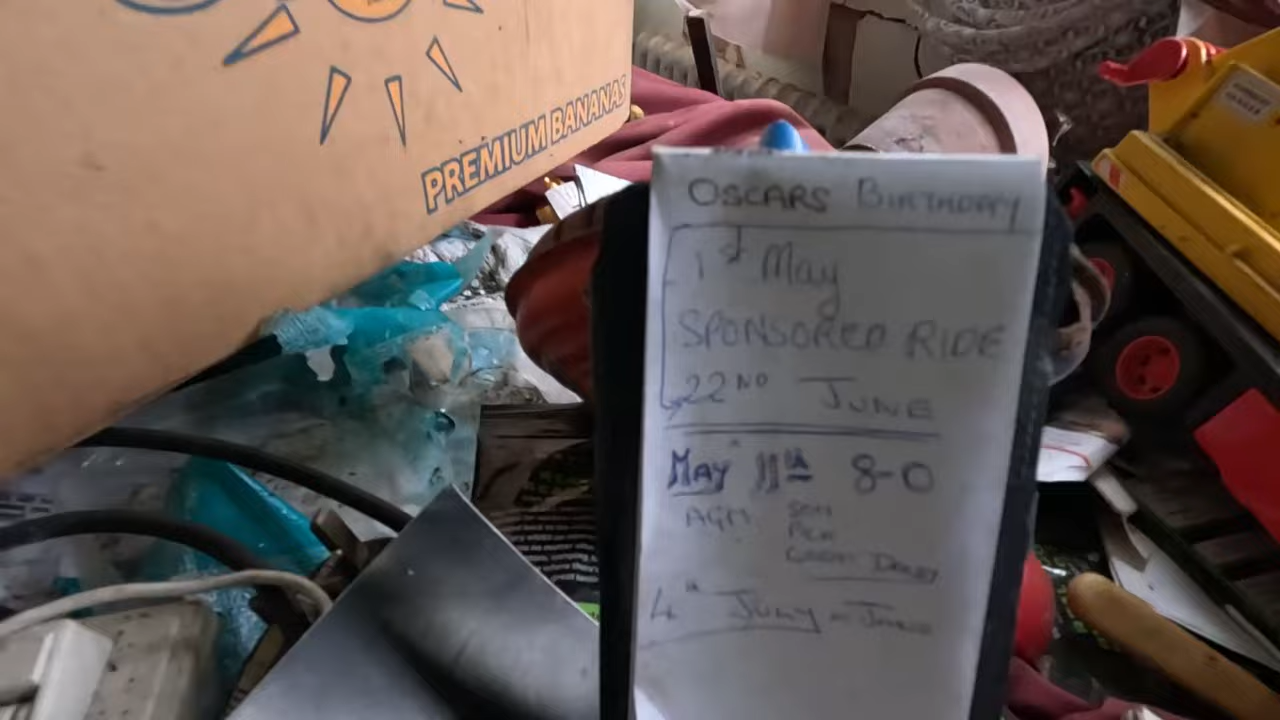 PREMIUM BANANAS
OSCARS BIRTHDAY
1st May
SPONSORED RIDE
22ND JUNE
MAY 11th 8-0
AGM
4th JULY